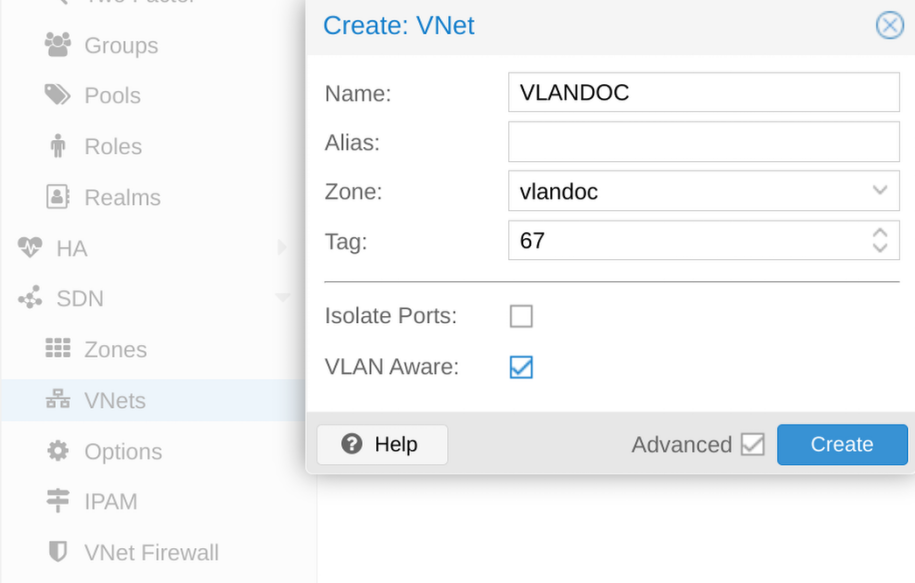 Two Factor
Groups
Pools
Roles
Realms
HA
SDN
Zones
VNets
Options
IPAM
VNet Firewall
Create: VNet
Name: VLANDOC
Alias:
Zone: vlandoc
Tag: 67
Isolate Ports:
VLAN Aware:
Help
Advanced
Create